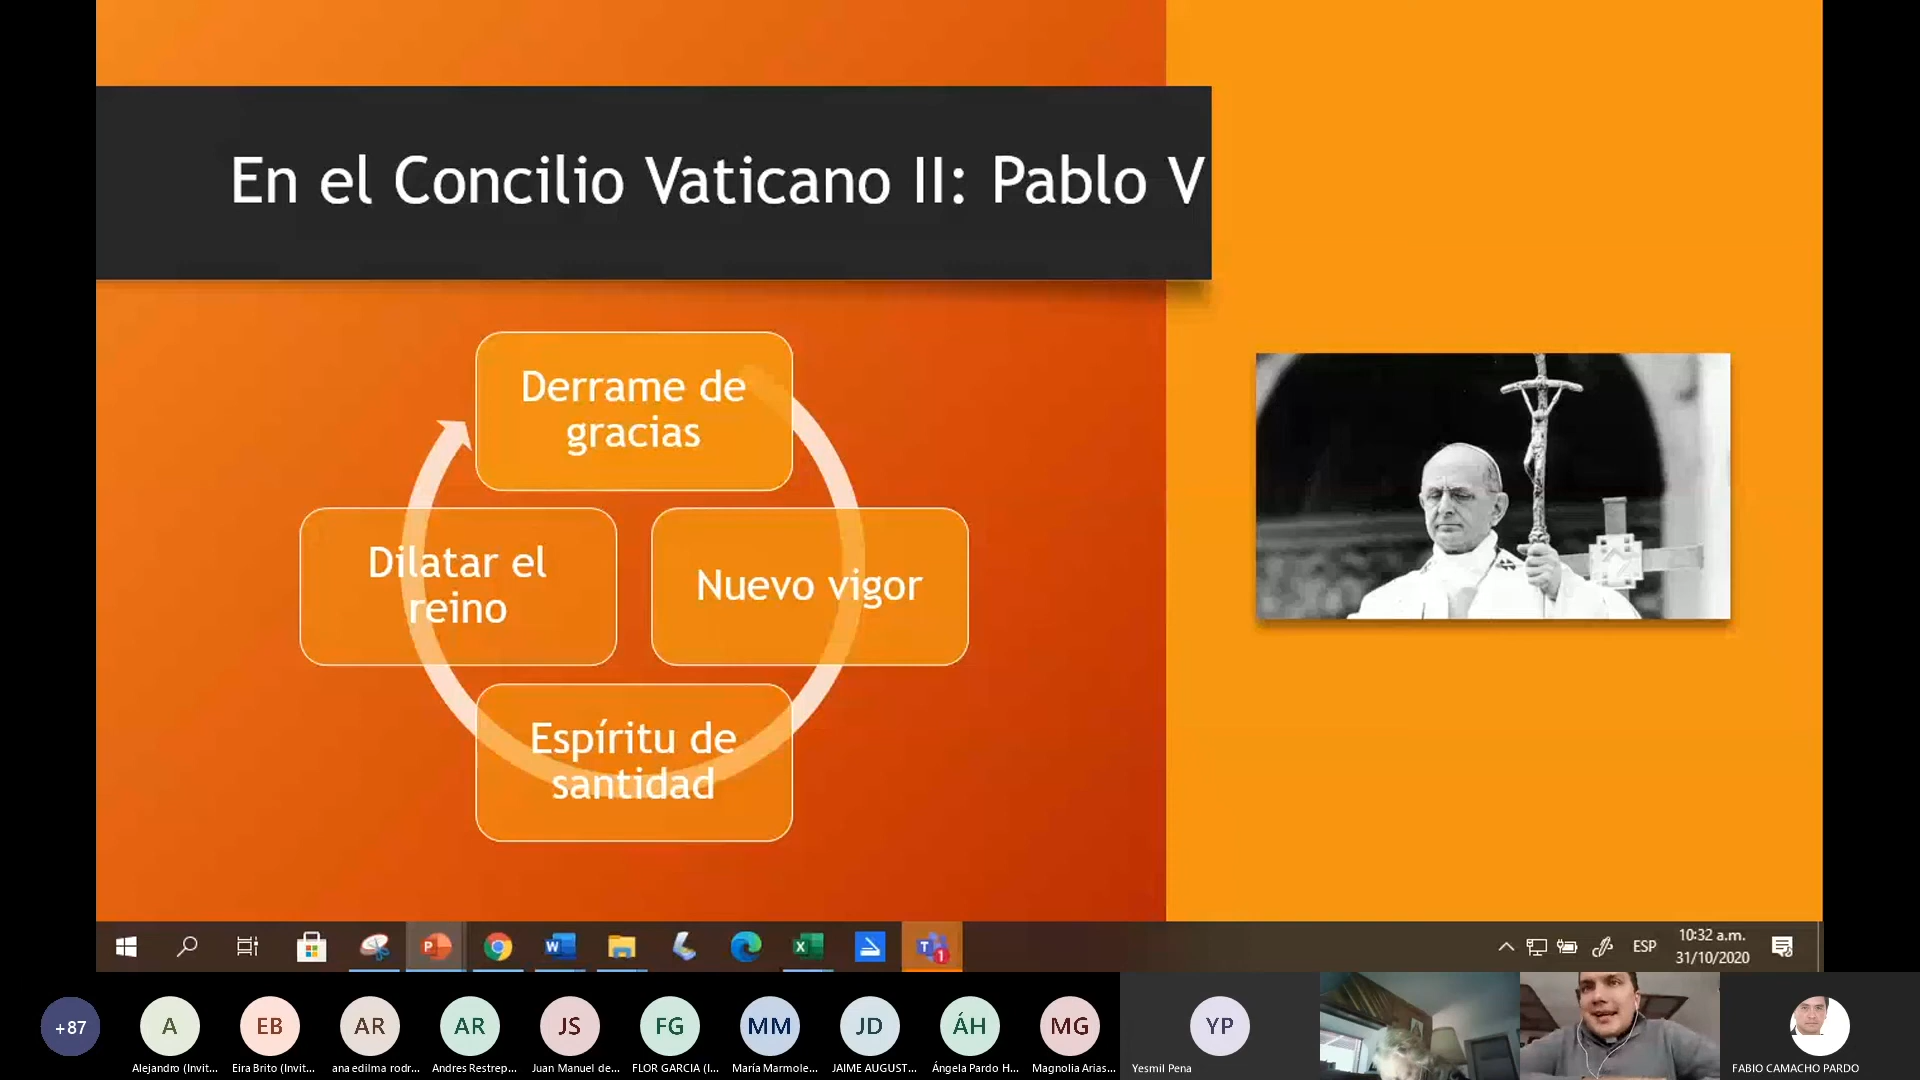 En el Concilio Vaticano II: Pablo V
Derrame de
gracias
Dilatar el
reino
Nuevo vigor
Espíritu de
santidad
ESP
10:32 a.m.
31/10/2020
1
+87
A
EB
AR
AR
JS
FG
MM
JD
ÁH
MG
YP
Alejandro (Invit...
Eira Brito (Invit...
ana edilma rodr...
Andres Restrep...
Juan Manuel de...
FLOR GARCIA (I...
María Marmole...
JAIME AUGUST...
Ángela Pardo H...
Magnolia Arias...
Yesmil Pena
FABIO CAMACHO PARDO